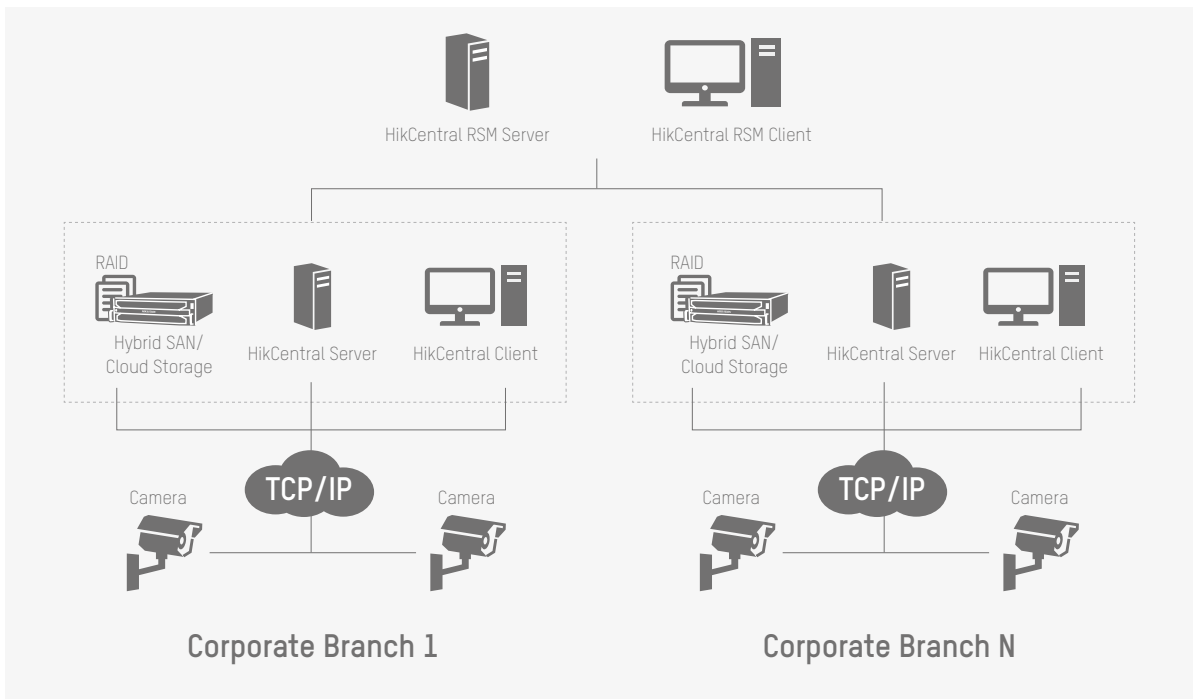 HikCentral RSM Server
HikCentral RSM Client
RAID
Hybrid SAN/
Cloud Storage
HikCentral Server
HikCentral Client
RAID
Hybrid SAN/
Cloud Storage
HikCentral Server
HikCentral Client
TCP/IP
Camera
Camera
TCP/IP
Camera
Camera
Corporate Branch 1
Corporate Branch N